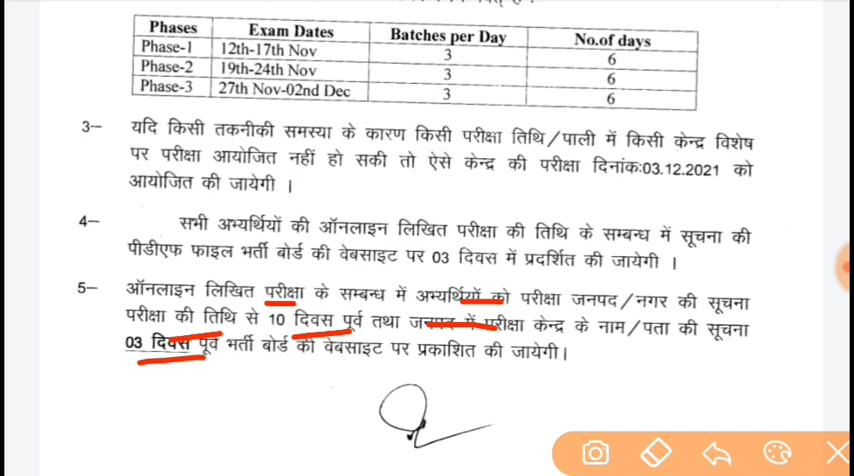 Phases Exam Dates Batches per Day No.of days
Phase-1 12th-17th Nov 3 6
Phase-2 19th-24th Nov 3 6
Phase-3 27th Nov-02nd Dec 3 6
3– यदि किसी तकनीकी समस्या के कारण किसी परीक्षा तिथि/पाली में किसी केन्द्र विशेष
पर परीक्षा आयोजित नहीं हो सकी तो ऐसे केन्द्र की परीक्षा दिनांक:03.12.2021 को
आयोजित की जायेगी ।
4– सभी अभ्यर्थियों की ऑनलाइन लिखित परीक्षा की तिथि के सम्बन्ध में सूचना की
पीडीएफ फाइल भर्ती बोर्ड की वेबसाइट पर 03 दिवस में प्रदर्शित की जायेगी ।
5– ऑनलाइन लिखित परीक्षा के सम्बन्ध में अभ्यर्थियों को परीक्षा जनपद/नगर की सूचना
परीक्षा की तिथि से 10 दिवस पूर्व तथा जनपद में परीक्षा केन्द्र के नाम/पता की सूचना
03 दिवस पूर्व भर्ती बोर्ड की वेबसाइट पर प्रकाशित की जायेगी।